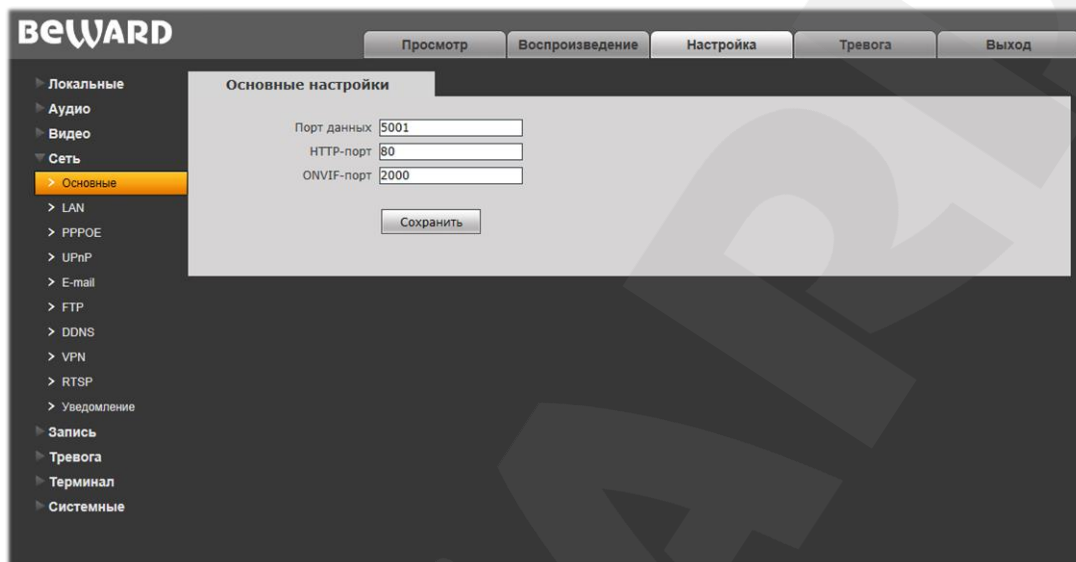 BEWARD
Просмотр Воспроизведение Настройка Тревога Выход
Локальные
Аудио
Видео
Сеть
> Основные
> LAN
> PPPOE
> UPnP
> E-mail
> FTP
> DDNS
> VPN
> RTSP
> Уведомление
Запись
Тревога
Терминал
Системные
Основные настройки
Порт данных 5001
HTTP-порт 80
ONVIF-порт 2000
Сохранить